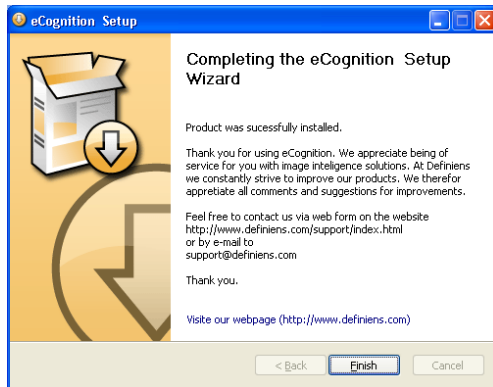 eCognition Setup
Completing the eCognition Setup
Wizard
Product was sucessfully installed.
Thank you for using eCognition. We appreciate being of
service for you with image inteligence solutions. At Definiens
we constantly strive to improve our products. We therefor
appretiate all comments and suggestions for improvements.
Feel free to contact us via web form on the website
http://www.definiens.com/support/index.html
or by e-mail to
support@definiens.com
Thank you.
Visite our webpage (http://www.definiens.com)
< Back Finish Cancel